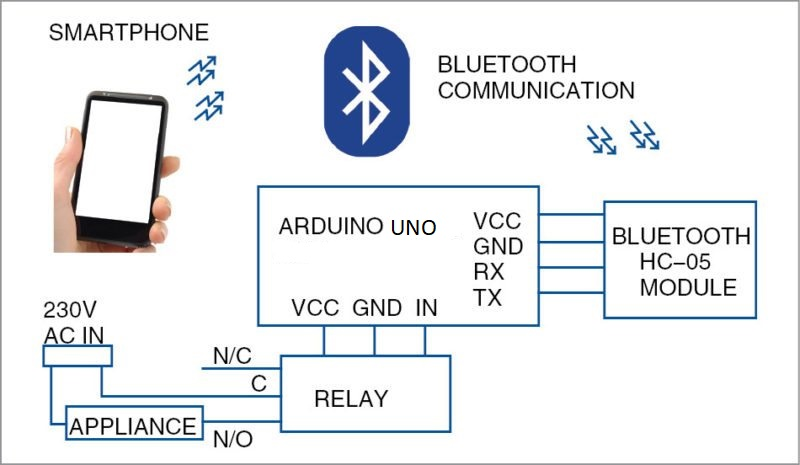 SMARTPHONE
BLUETOOTH
COMMUNICATION
ARDUINO UNO
VCC
GND
RX
TX
BLUETOOTH
HC–05
MODULE
VCC GND IN
230V
AC IN
N/C
C
RELAY
APPLIANCE
N/O